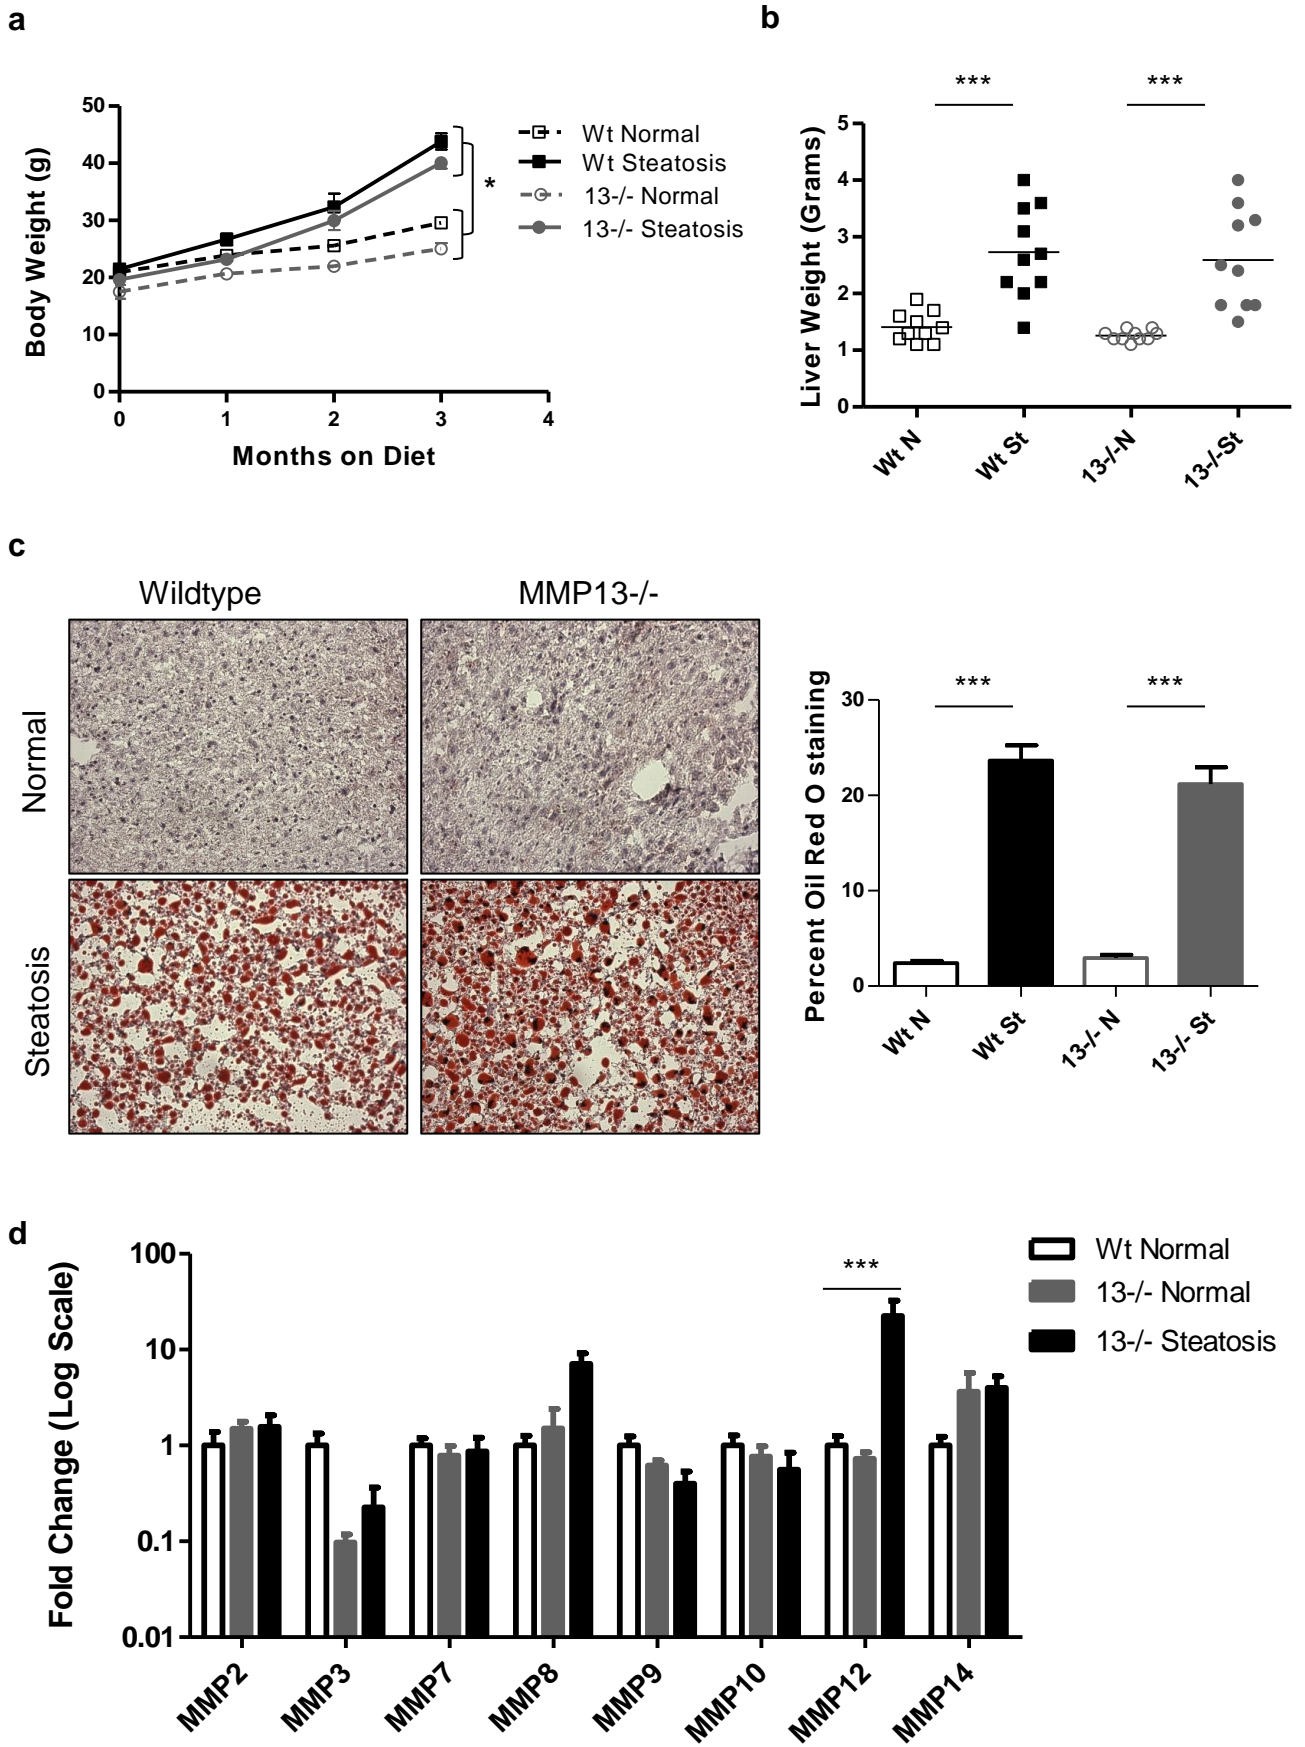 a
50
40
30
20
10
0
0 1 2 3 4
Body Weight (g)
Months on Diet
*
Wt Normal
Wt Steatosis
13-/- Normal
13-/- Steatosis
b
*** ***
5
4
3
2
1
0
Liver Weight (Grams)
Wt N
Wt St
13-/-N
13-/-St
c
Wildtype MMP13-/-
Normal
Steatosis
*** ***
30
20
10
0
Percent Oil Red O staining
Wt N
Wt St
13-/- N
13-/- St
d
100
10
1
0.1
0.01
Fold Change (Log Scale)
***
MMP2
MMP3
MMP7
MMP8
MMP9
MMP10
MMP12
MMP14
Wt Normal
13-/- Normal
13-/- Steatosis